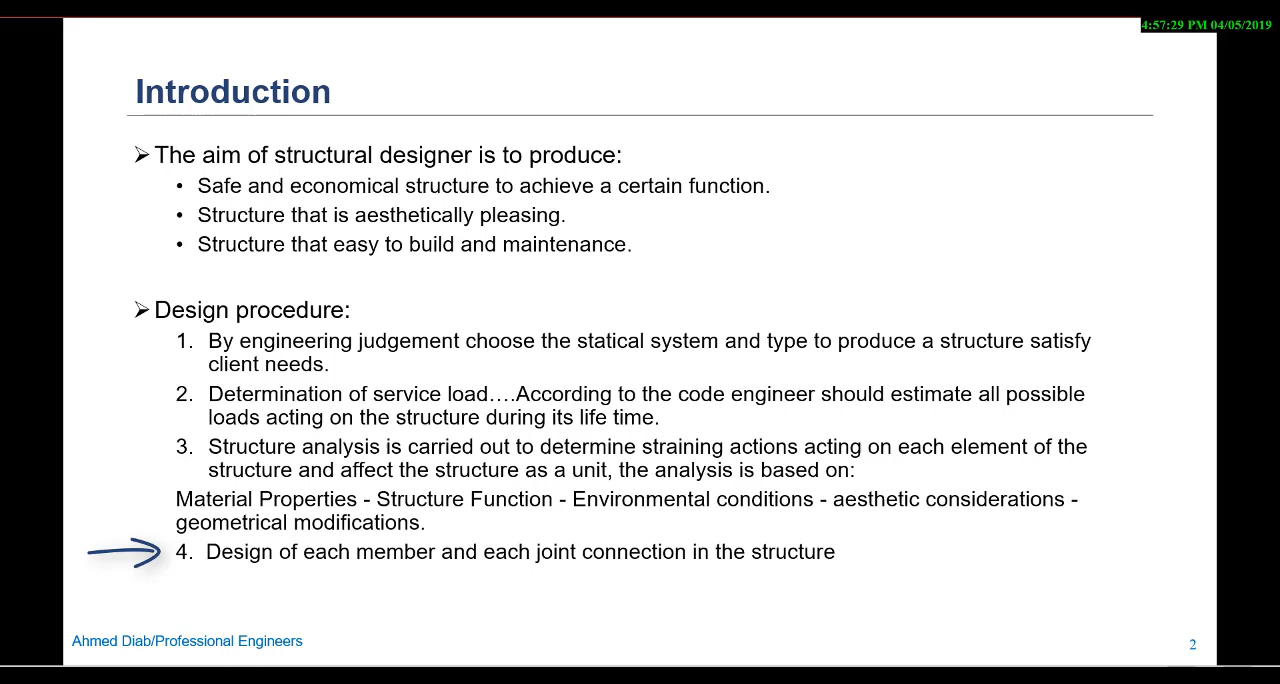 4:57:29 PM 04/05/2019
Introduction
➢ The aim of structural designer is to produce:
• Safe and economical structure to achieve a certain function.
• Structure that is aesthetically pleasing.
• Structure that easy to build and maintenance.
➢ Design procedure:
1. By engineering judgement choose the statical system and type to produce a structure satisfy
client needs.
2. Determination of service load….According to the code engineer should estimate all possible
loads acting on the structure during its life time.
3. Structure analysis is carried out to determine straining actions acting on each element of the
structure and affect the structure as a unit, the analysis is based on:
Material Properties - Structure Function - Environmental conditions - aesthetic considerations -
geometrical modifications.
4. Design of each member and each joint connection in the structure
Ahmed Diab/Professional Engineers
2